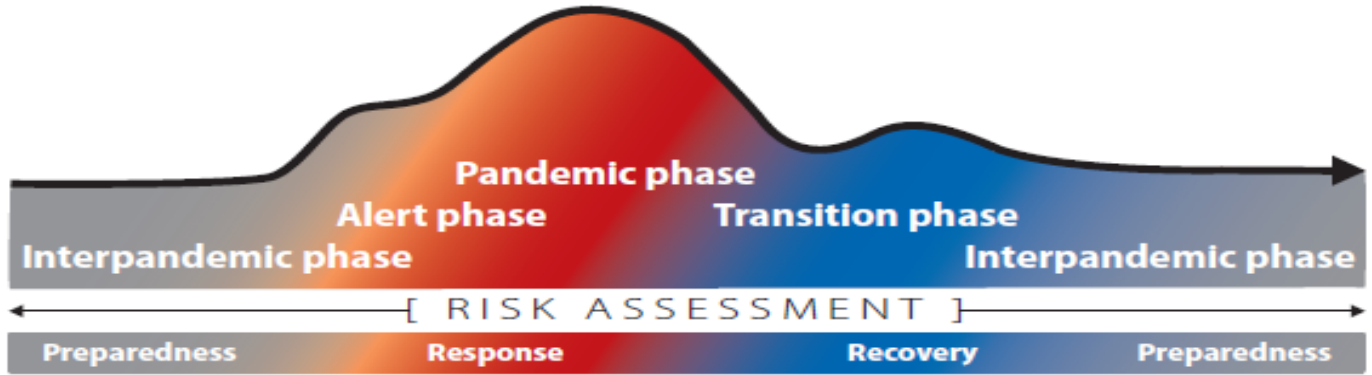 Pandemic phase
Alert phase
Transition phase
Interpandemic phase
Interpandemic phase
[ RISK ASSESSMENT ]
Preparedness
Response
Recovery
Preparedness